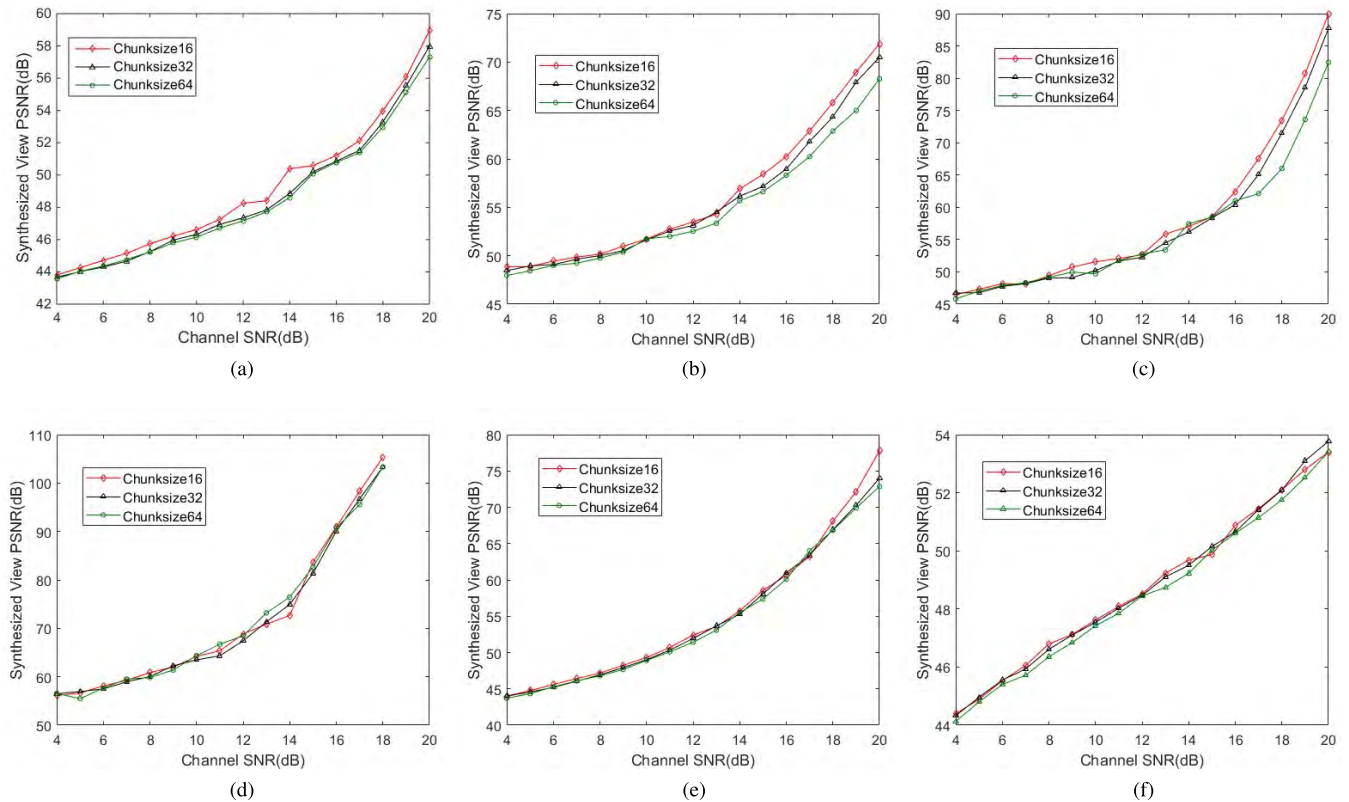 Synthesized View PSNR(dB)
60
58
56
54
52
50
48
46
44
42
Chunksize16
Chunksize32
Chunksize64
4 6 8 10 12 14 16 18 20
Channel SNR(dB)
(a)
Synthesized View PSNR(dB)
75
70
65
60
55
50
45
Chunksize16
Chunksize32
Chunksize64
4 6 8 10 12 14 16 18 20
Channel SNR(dB)
(b)
Synthesized View PSNR(dB)
90
85
80
75
70
65
60
55
50
45
Chunksize16
Chunksize32
Chunksize64
4 6 8 10 12 14 16 18 20
Channel SNR(dB)
(c)
Synthesized View PSNR(dB)
110
100
90
80
70
60
50
Chunksize16
Chunksize32
Chunksize64
4 6 8 10 12 14 16 18 20
Channel SNR(dB)
(d)
Synthesized View PSNR(dB)
80
75
70
65
60
55
50
45
40
Chunksize16
Chunksize32
Chunksize64
4 6 8 10 12 14 16 18 20
Channel SNR(dB)
(e)
Synthesized View PSNR(dB)
54
52
50
48
46
44
Chunksize16
Chunksize32
Chunksize64
4 6 8 10 12 14 16 18 20
Channel SNR(dB)
(f)